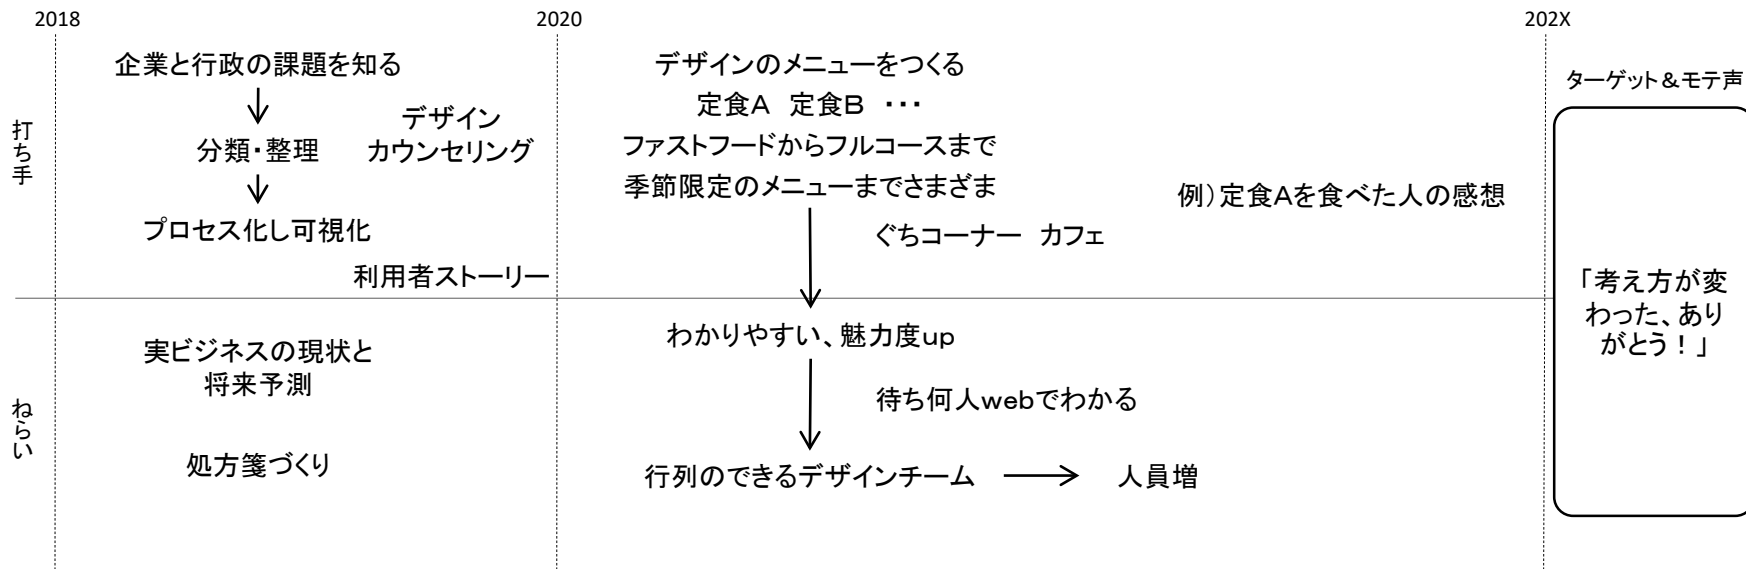 2018
2020
202X
打ち手
企業と行政の課題を知る
分類・整理
プロセス化し可視化
デザイン
カウンセリング
利用者ストーリー
デザインのメニューをつくる
定食A 定食B ・・・
ファストフードからフルコースまで
季節限定のメニューまでさまざま
ぐちコーナー カフェ
例）定食Aを食べた人の感想
ねらい
実ビジネスの現状と
将来予測
処方箋づくり
わかりやすい、魅力度up
待ち何人webでわかる
行列のできるデザインチーム
人員増
ターゲット＆モテ声
「考え方が変
わった、あり
がとう！」